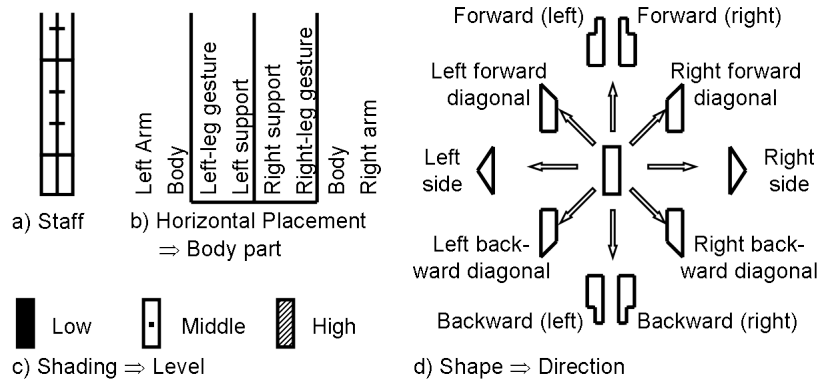 a) Staff
Left Arm
Body
Left-leg gesture
Left support
Right support
Right-leg gesture
Body
Right arm
b) Horizontal Placement
⇒ Body part
Low
Middle
High
c) Shading ⇒ Level
Forward (left)
Forward (right)
Left forward
diagonal
Right forward
diagonal
Left
side
Right
side
Left back-
ward diagonal
Right back-
ward diagonal
Backward (left)
Backward (right)
d) Shape ⇒ Direction